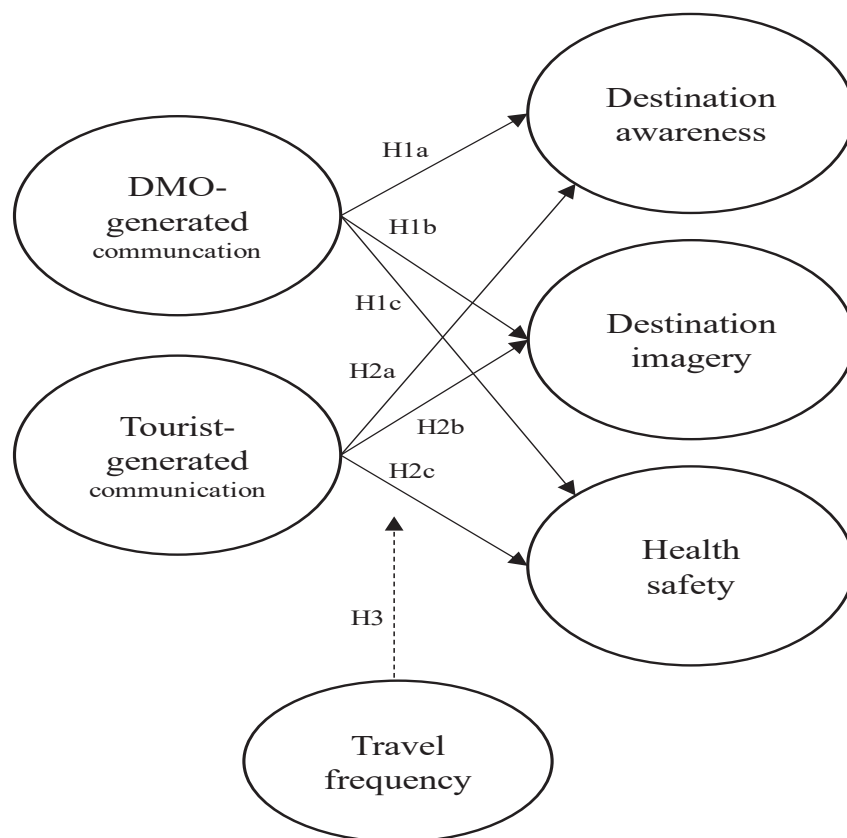 Destination
awareness
DMO-
generated
communcation
H1a
H1b
H1c
Destination
imagery
H2a
H2b
H2c
Tourist-
generated
communication
Health
safety
H3
Travel
frequency